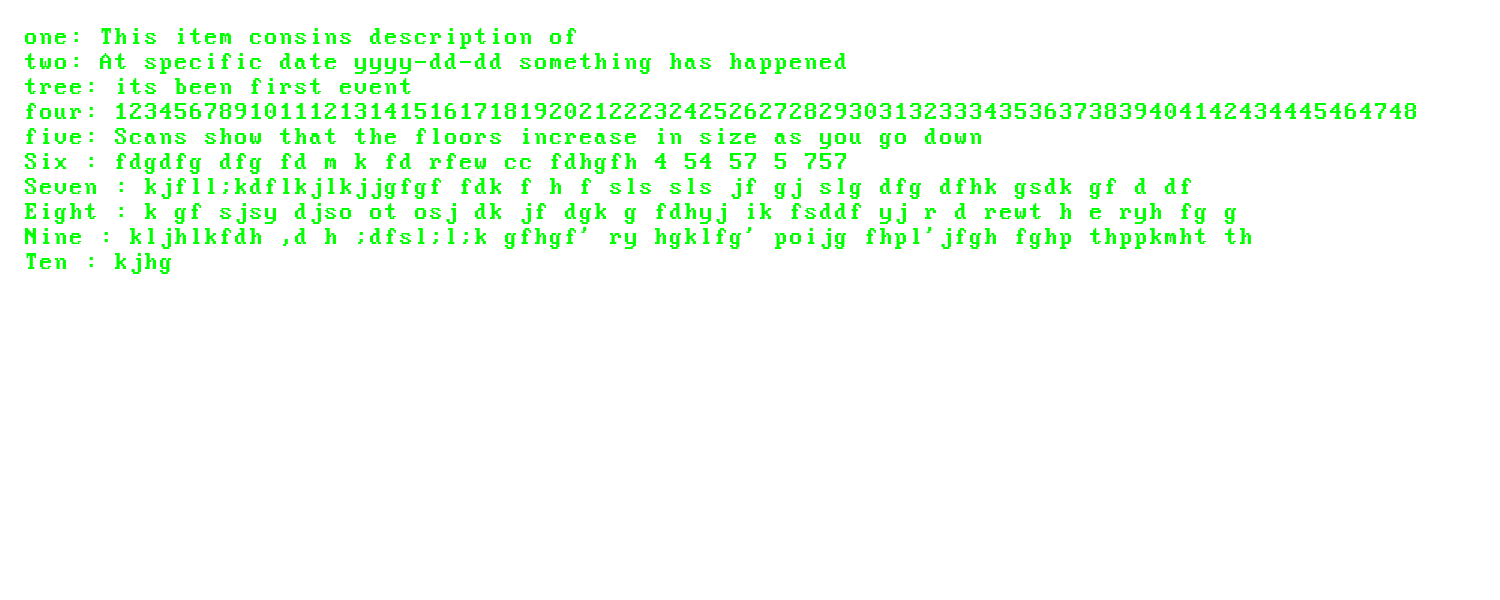 one: This item consins description of
two: At specific date yyyy-dd-dd something has happened
tree: its been first event
four: 123456789101112131415161718192021222324252627282930313233343536373839404142434445464748
five: Scans show that the floors increase in size as you go down
Six : fdgdfg dfg fd m k fd rfew cc fdhgfh 4 54 57 5 757
Seven : kjfll;kdflkjlkjjgfgf fdk f h f sls sls jf gj slg dfg dfhk gsdk gf d df
Eight : k gf sjsy djso ot osj dk jf dgk g fdhyj ik fsddf yj r d rewt h e ryh fg g
Nine : kljhlkfdh ,d h ;dfsl;l;k gfhgf' ry hgklfg' poijg fhpl'jfgh fghp thppkmht th
Ten : kjhg